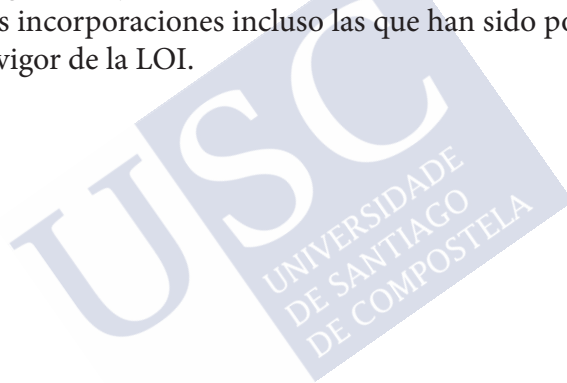 s incorporaciones incluso las que han sido po
vigor de la LOI.
USC
UNIVERSIDADE
DE SANTIAGO
DE COMPOSTELA